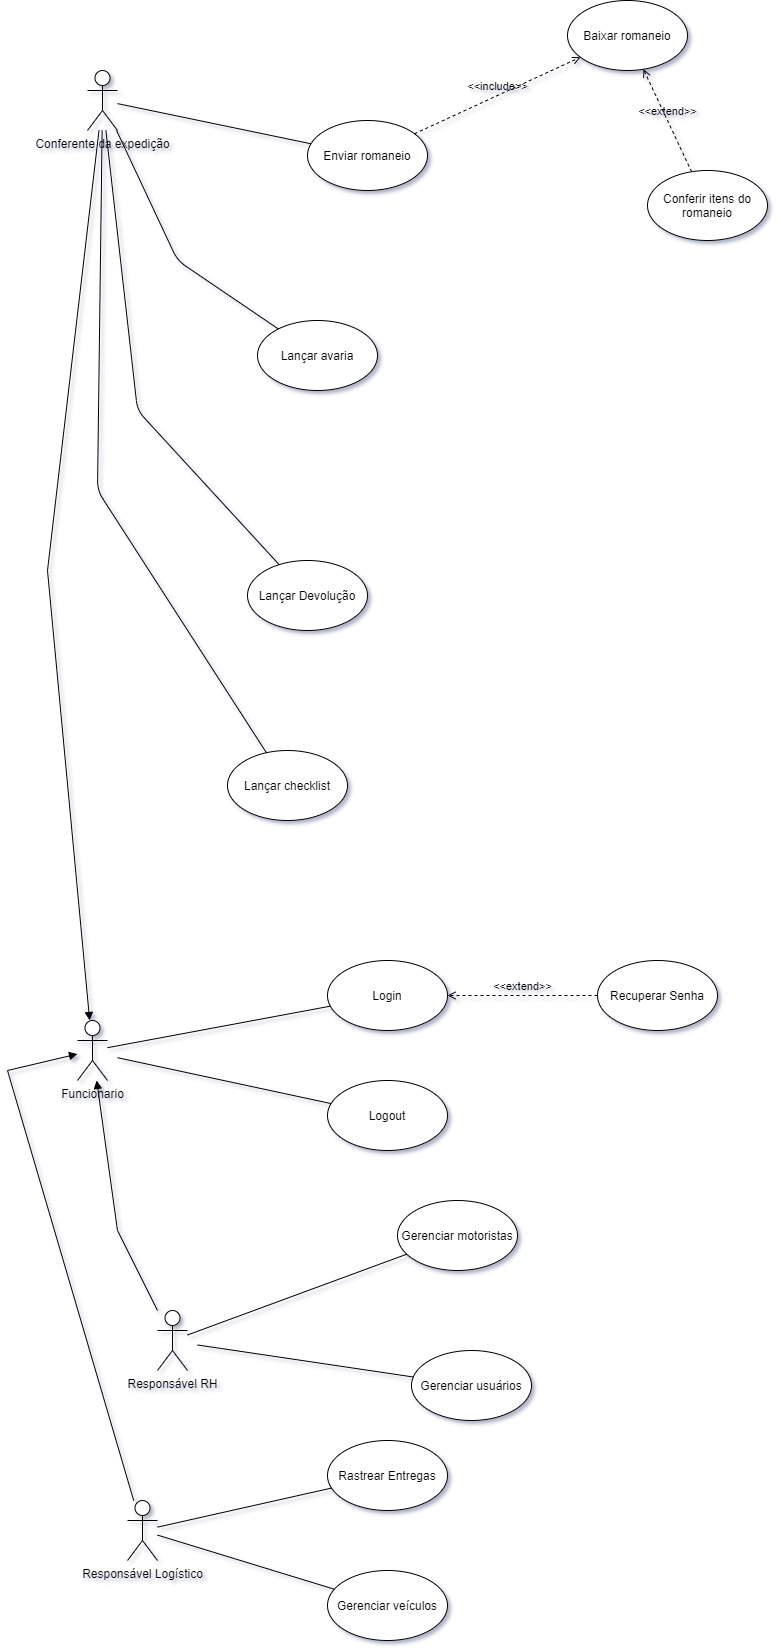 Baixar romaneio
<<include>>
<<extend>>
Conferente da expedição
Enviar romaneio
Conferir itens do
romaneio
Lançar avaria
Lançar Devolução
Lançar checklist
Login
<<extend>>
Recuperar Senha
Funcionario
Logout
Gerenciar motoristas
Responsável RH
Gerenciar usuários
Rastrear Entregas
Responsável Logístico
Gerenciar veículos